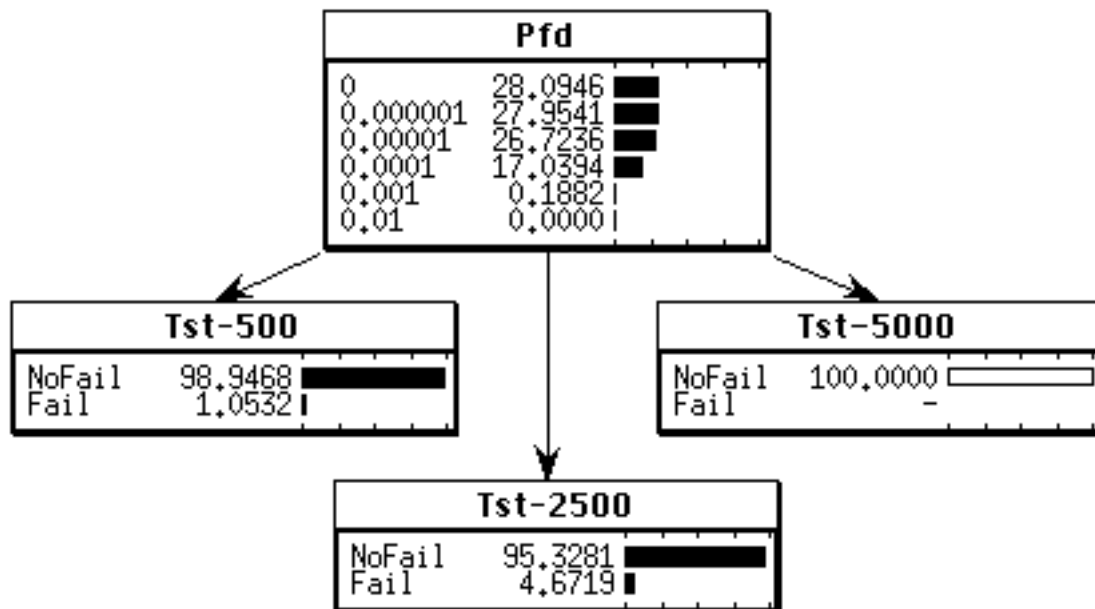 Pfd
0 28.0946
0.000001 27.9541
0.00001 26.7236
0.0001 17.0394
0.001 0.1882
0.01 0.0000
Tst-500
NoFail 98.9468
Fail 1.0532
Tst-5000
NoFail 100.0000
Fail -
Tst-2500
NoFail 95.3281
Fail 4.6719